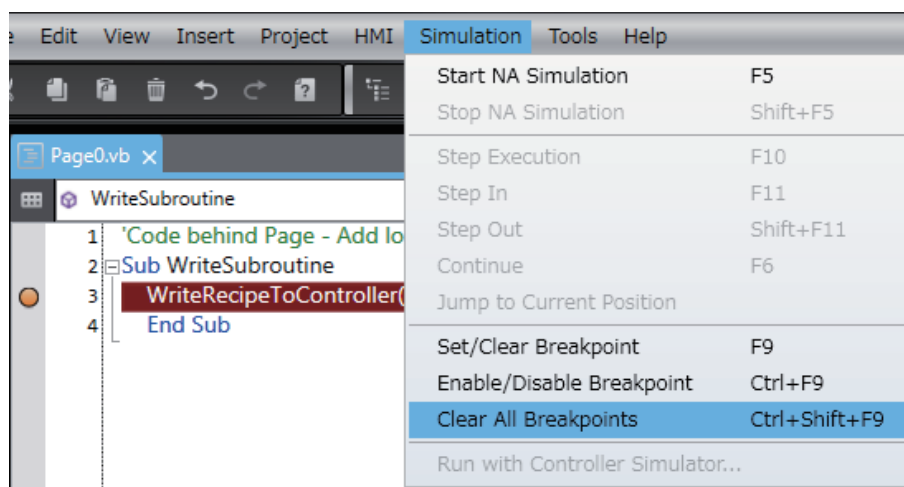 Edit View Insert Project HMI Simulation Tools Help
Start NA Simulation F5
Stop NA Simulation Shift+F5
Page0.vb
Step Execution F10
WriteSubroutine
Step In F11
1 'Code behind Page - Add lo
Step Out Shift+F11
2 Sub WriteSubroutine
Continue F6
3 WriteRecipeToController(
Jump to Current Position
4 End Sub
Set/Clear Breakpoint F9
Enable/Disable Breakpoint Ctrl+F9
Clear All Breakpoints Ctrl+Shift+F9
Run with Controller Simulator...